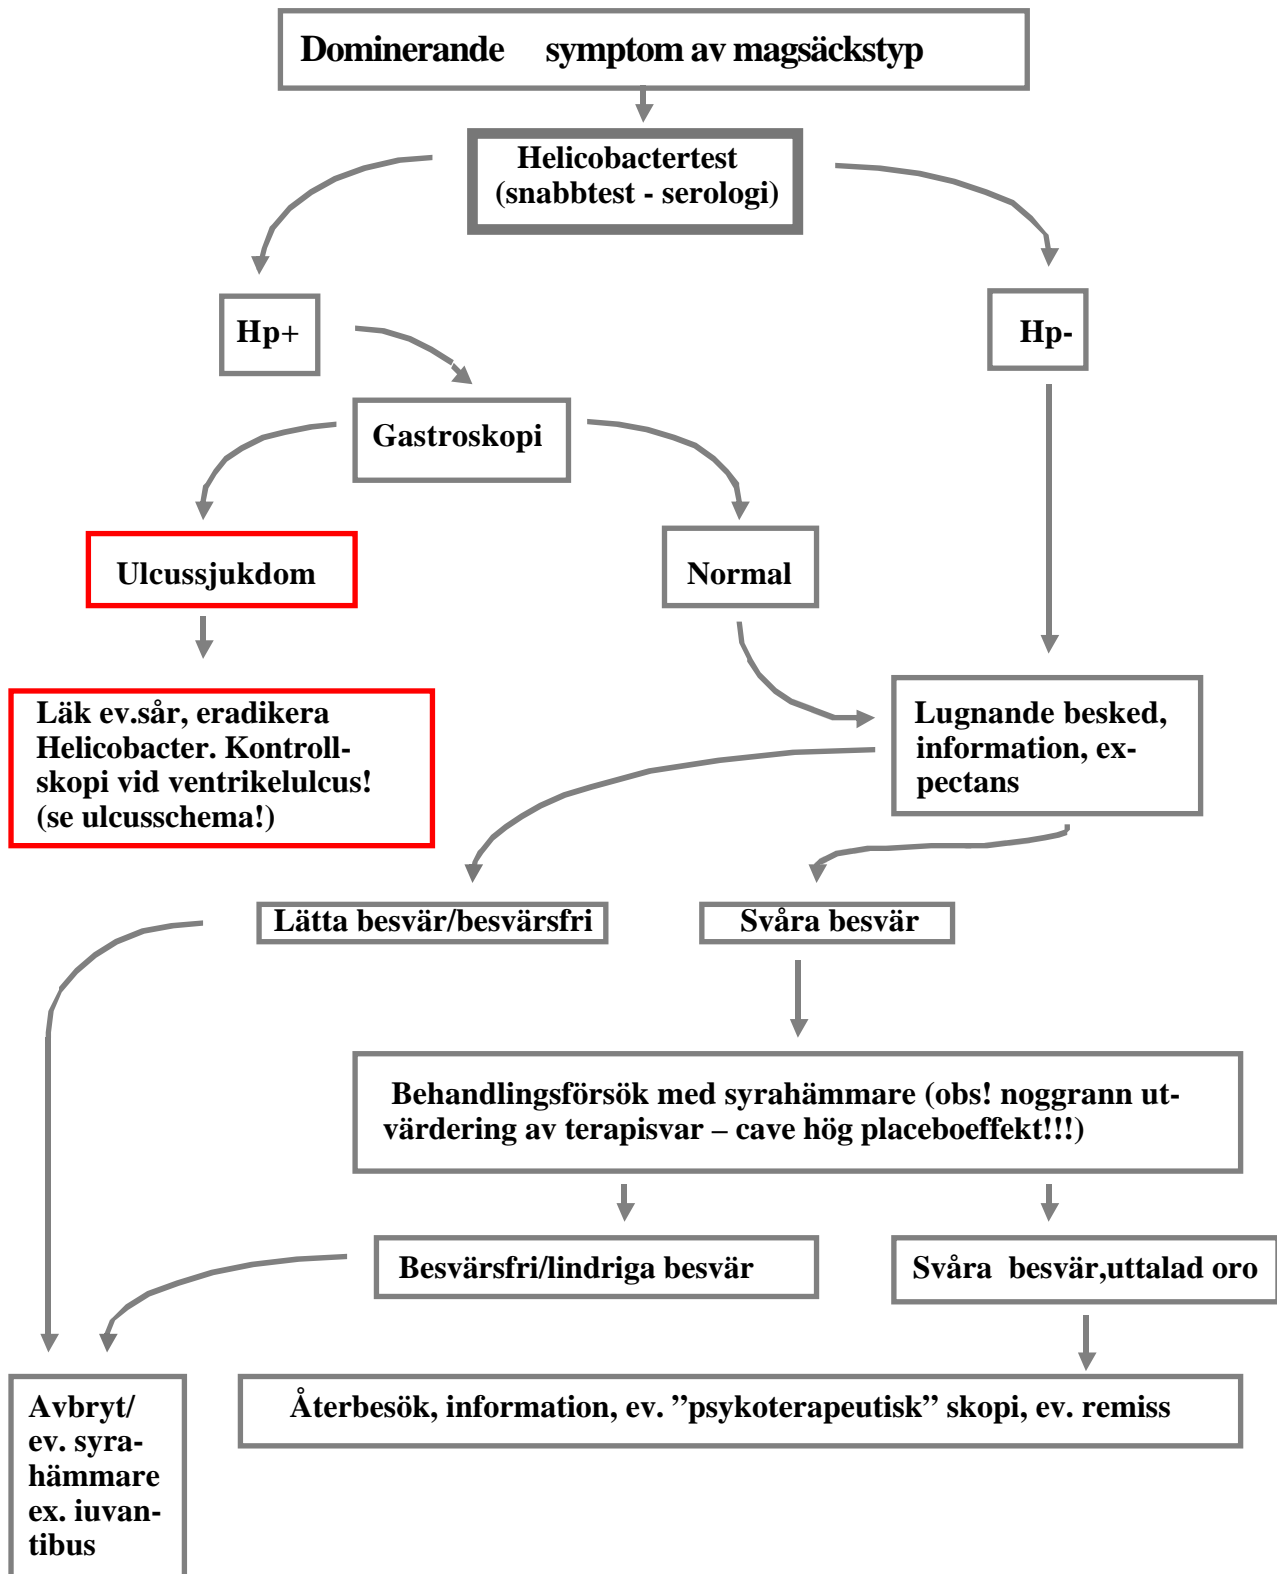 Dominerande symptom av magsäckstyp
Helicobactertest
(snabbtest - serologi)
Hp+
Hp-
Gastroskopi
Ulcussjukdom
Normal
Läk ev.sår, eradikera
Helicobacter. Kontroll-
skopi vid ventrikelulcus!
(se ulcusschema!)
Lugnande besked,
information, ex-
pectans
Lätta besvär/besvärsfri
Svåra besvär
Behandlingsförsök med syrahämmare (obs! noggrann ut-
värdering av terapisvar – cave hög placeboeffekt!!!)
Besvärsfri/lindriga besvär
Svåra besvär,uttalad oro
Avbryt/
ev. syra-
hämmare
ex. iuvan-
tibus
Återbesök, information, ev. ”psykoterapeutisk” skopi, ev. remiss